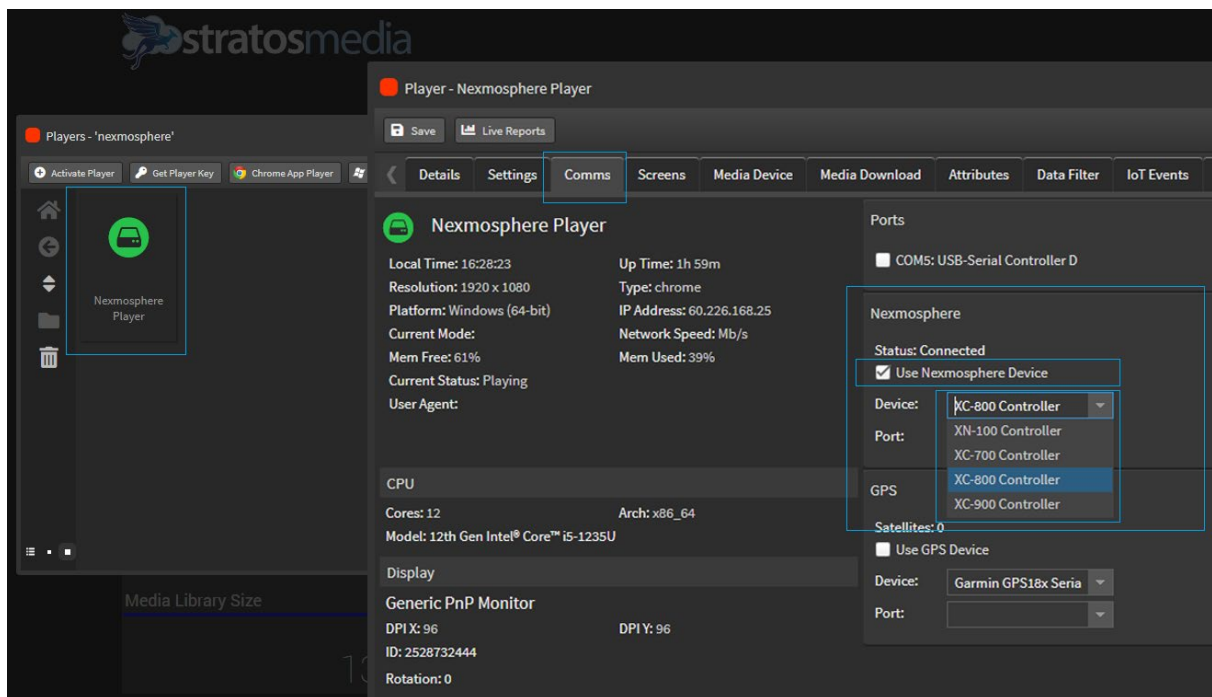 stratosmedia
Players - 'nexmosphere'
Activate Player
Get Player Key
Chrome App Player
Nexmosphere
Player
Media Library Size
Player - Nexmosphere Player
Save
Live Reports
Details
Settings
Comms
Screens
Media Device
Media Download
Attributes
Data Filter
IoT Events
Nexmosphere Player
Local Time: 16:28:23
Up Time: 1h 59m
Resolution: 1920 x 1080
Type: chrome
Platform: Windows (64-bit)
IP Address: 60.226.168.25
Current Mode:
Network Speed: Mb/s
Mem Free: 61%
Mem Used: 39%
Current Status: Playing
User Agent:
CPU
Cores: 12
Arch: x86_64
Model: 12th Gen Intel® Core™ i5-1235U
Display
Generic PnP Monitor
DPI X: 96
DPI Y: 96
ID: 2528732444
Rotation: 0
Ports
COM5: USB-Serial Controller D
Nexmosphere
Status: Connected
Use Nexmosphere Device
Device:
XC-800 Controller
Port:
XN-100 Controller
XC-700 Controller
XC-800 Controller
XC-900 Controller
GPS
Satellites: 0
Use GPS Device
Device:
Garmin GPS18x Seria
Port: